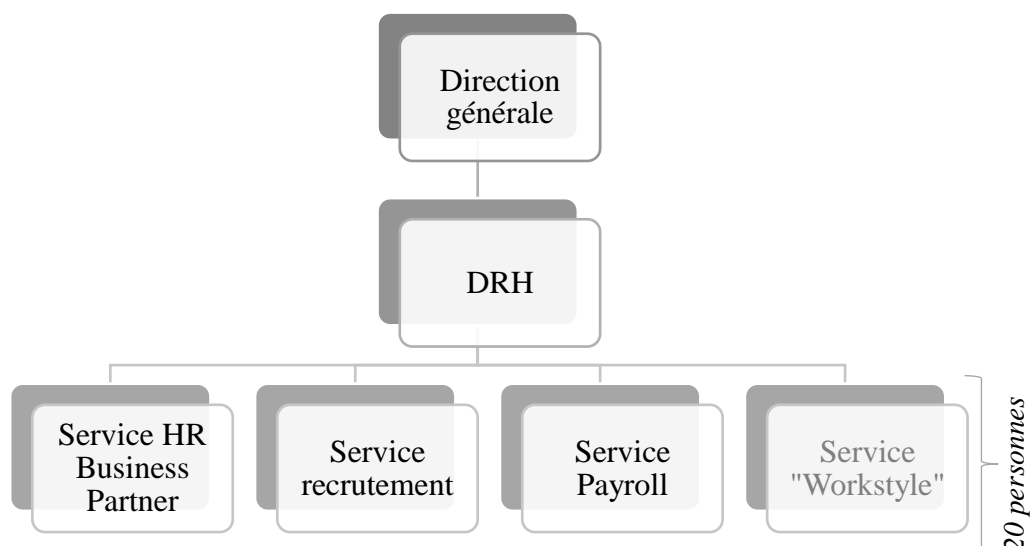 Direction
générale
DRH
Service HR
Business
Partner
Service
recrutement
Service
Payroll
Service
"Workstyle"
20 personnes